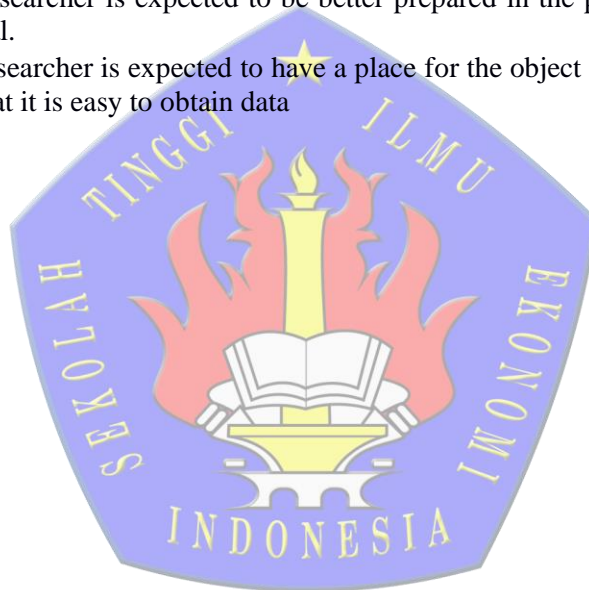 searcher is expected to be better prepared in the p
l.
searcher is expected to have a place for the object
at it is easy to obtain data
SEKOLAH TINGGI ILMU EKONOMI
INDONESIA